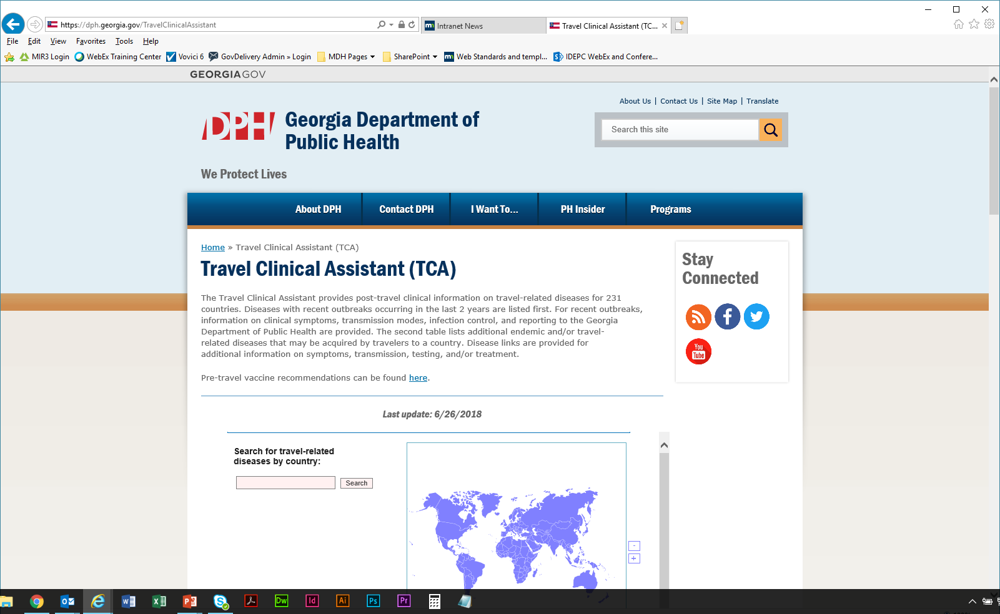 https://dph.georgia.gov/TravelClinicalAssistant
Intranet News
Travel Clinical Assistant (TC...
File Edit View Favorites Tools Help
MIR3 Login WebEx Training Center Vovici 6 GovDelivery Admin » Login MDH Pages SharePoint Web Standards and templ... IDEPC WebEx and Confere...
GEORGIAGOV
About Us | Contact Us | Site Map | Translate
DPH Georgia Department of
Public Health
Search this site
We Protect Lives
About DPH Contact DPH I Want To... PH Insider Programs
Home » Travel Clinical Assistant (TCA)
Travel Clinical Assistant (TCA)
The Travel Clinical Assistant provides post-travel clinical information on travel-related diseases for 231
countries. Diseases with recent outbreaks occurring in the last 2 years are listed first. For recent outbreaks,
information on clinical symptoms, transmission modes, infection control, and reporting to the Georgia
Department of Public Health are provided. The second table lists additional endemic and/or travel-
related diseases that may be acquired by travelers to a country. Disease links are provided for
additional information on symptoms, transmission, testing, and/or treatment.
Pre-travel vaccine recommendations can be found here.
Stay
Connected
You
Tube
Last update: 6/26/2018
Search for travel-related
diseases by country:
Search
-
+
Dw Id Ai Ps Pr